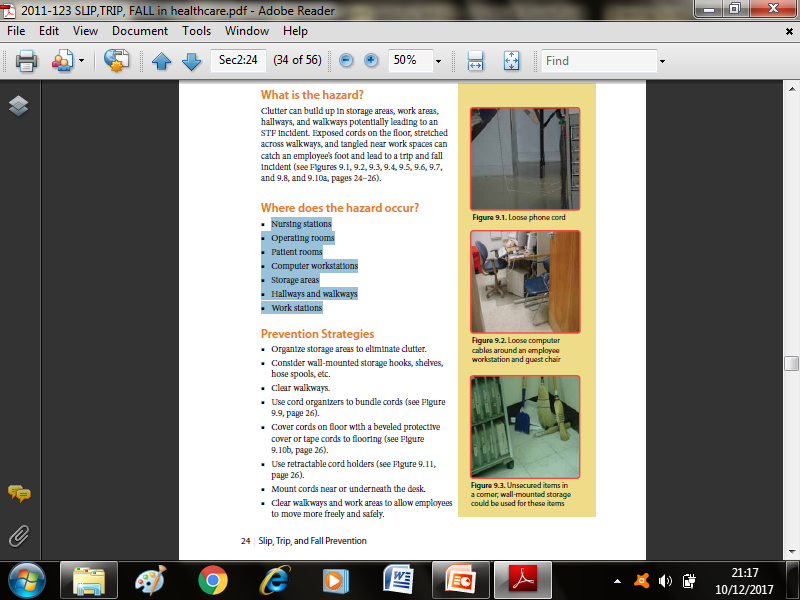 2011-123 SLIP,TRIP, FALL in healthcare.pdf - Adobe Reader
File Edit View Document Tools Window Help
Sec2:24 (34 of 56) 50% Find
What is the hazard?
Clutter can build up in storage areas, work areas,
hallways, and walkways potentially leading to an
STF incident. Exposed cords on the floor, stretched
across walkways, and tangled near work spaces can
catch an employee's foot and lead to a trip and fall
incident (see Figures 9.1, 9.2, 9.3, 9.4, 9.5, 9.6, 9.7,
and 9.8, and 9.10a, pages 24–26).
Where does the hazard occur?
▪ Nursing stations
▪ Operating rooms
▪ Patient rooms
▪ Computer workstations
▪ Storage areas
▪ Hallways and walkways
▪ Work stations
Prevention Strategies
▪ Organize storage areas to eliminate clutter.
▪ Consider wall-mounted storage hooks, shelves,
hose spools, etc.
▪ Clear walkways.
▪ Use cord organizers to bundle cords (see Figure
9.9, page 26).
▪ Cover cords on floor with a beveled protective
cover or tape cords to flooring (see Figure
9.10b, page 26).
▪ Use retractable cord holders (see Figure 9.11,
page 26).
▪ Mount cords near or underneath the desk.
▪ Clear walkways and work areas to allow employees
to move more freely and safely.
Figure 9.1. Loose phone cord
Figure 9.2. Loose computer
cables around an employee
workstation and guest chair
Figure 9.3. Unsecured items in
a corner; wall-mounted storage
could be used for these items
24 | Slip, Trip, and Fall Prevention
21:17
10/12/2017